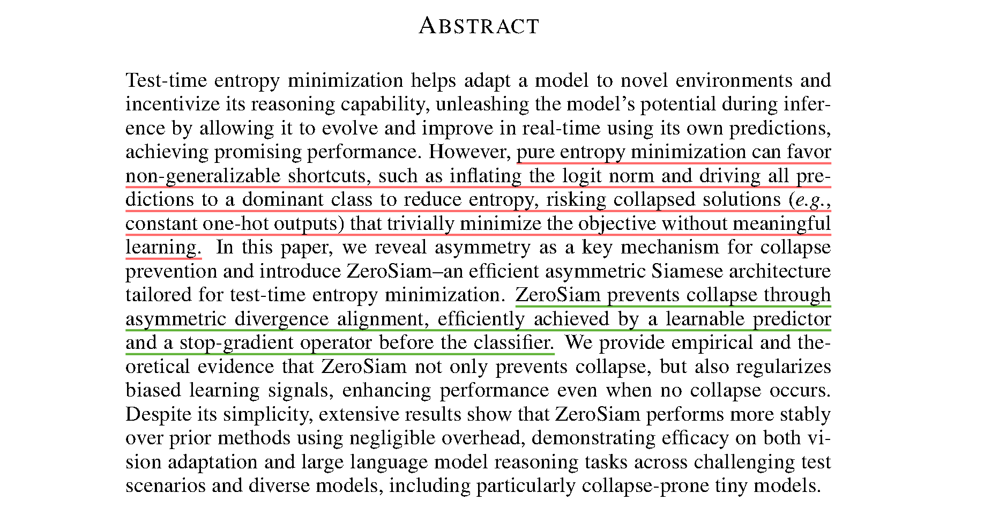 ABSTRACT
Test-time entropy minimization helps adapt a model to novel environments and
incentivize its reasoning capability, unleashing the model's potential during infer-
ence by allowing it to evolve and improve in real-time using its own predictions,
achieving promising performance. However, pure entropy minimization can favor
non-generalizable shortcuts, such as inflating the logit norm and driving all pre-
dictions to a dominant class to reduce entropy, risking collapsed solutions (e.g.,
constant one-hot outputs) that trivially minimize the objective without meaningful
learning. In this paper, we reveal asymmetry as a key mechanism for collapse
prevention and introduce ZeroSiam–an efficient asymmetric Siamese architecture
tailored for test-time entropy minimization. ZeroSiam prevents collapse through
asymmetric divergence alignment, efficiently achieved by a learnable predictor
and a stop-gradient operator before the classifier. We provide empirical and the-
oretical evidence that ZeroSiam not only prevents collapse, but also regularizes
biased learning signals, enhancing performance even when no collapse occurs.
Despite its simplicity, extensive results show that ZeroSiam performs more stably
over prior methods using negligible overhead, demonstrating efficacy on both vi-
sion adaptation and large language model reasoning tasks across challenging test
scenarios and diverse models, including particularly collapse-prone tiny models.